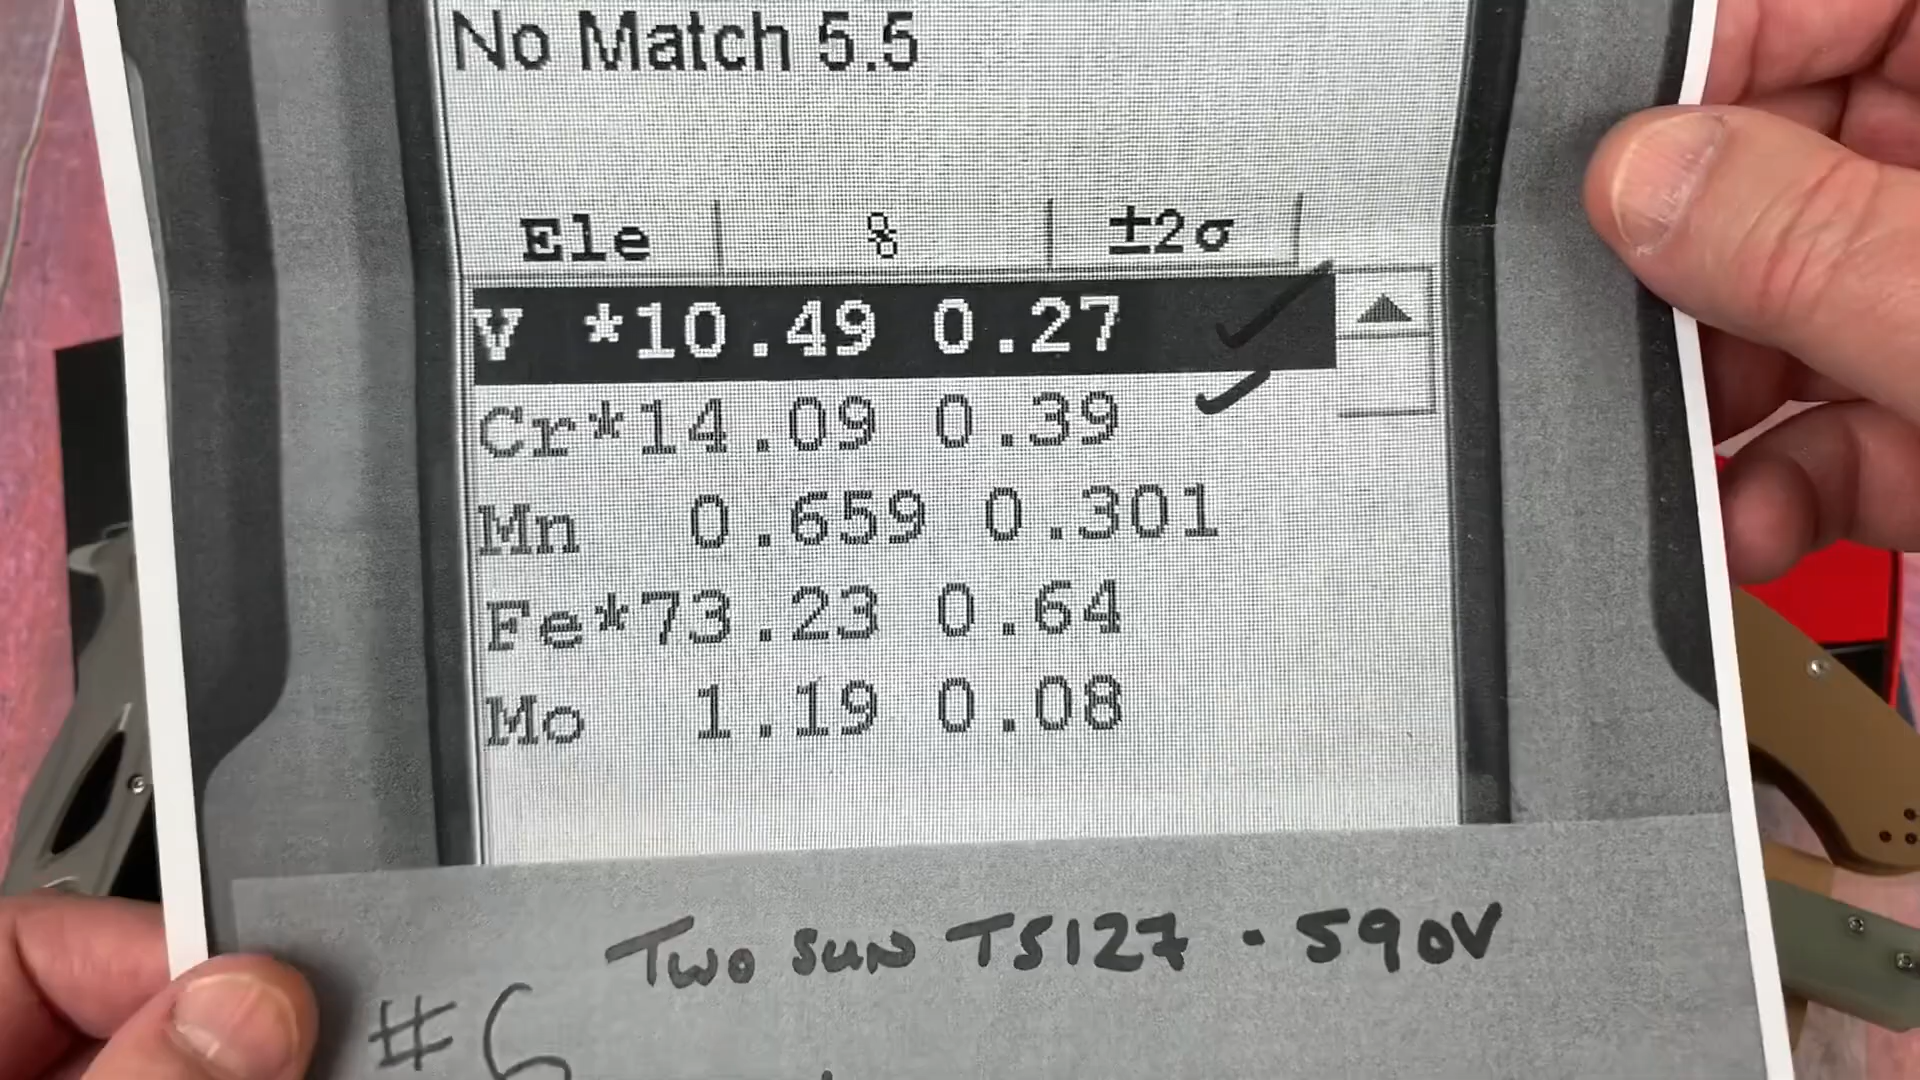 No Match 5.5
Ele % ±2σ
V *10.49 0.27
Cr*14.09 0.39
Mn 0.659 0.301
Fe*73.23 0.64
Mo 1.19 0.08
Two Sun TS127 - S90V
#6